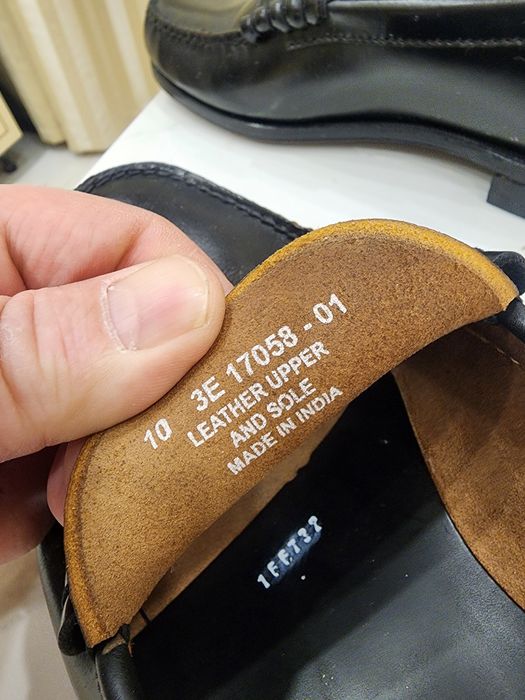 10 3E 17058 - 01
LEATHER UPPER
AND SOLE
MADE IN INDIA